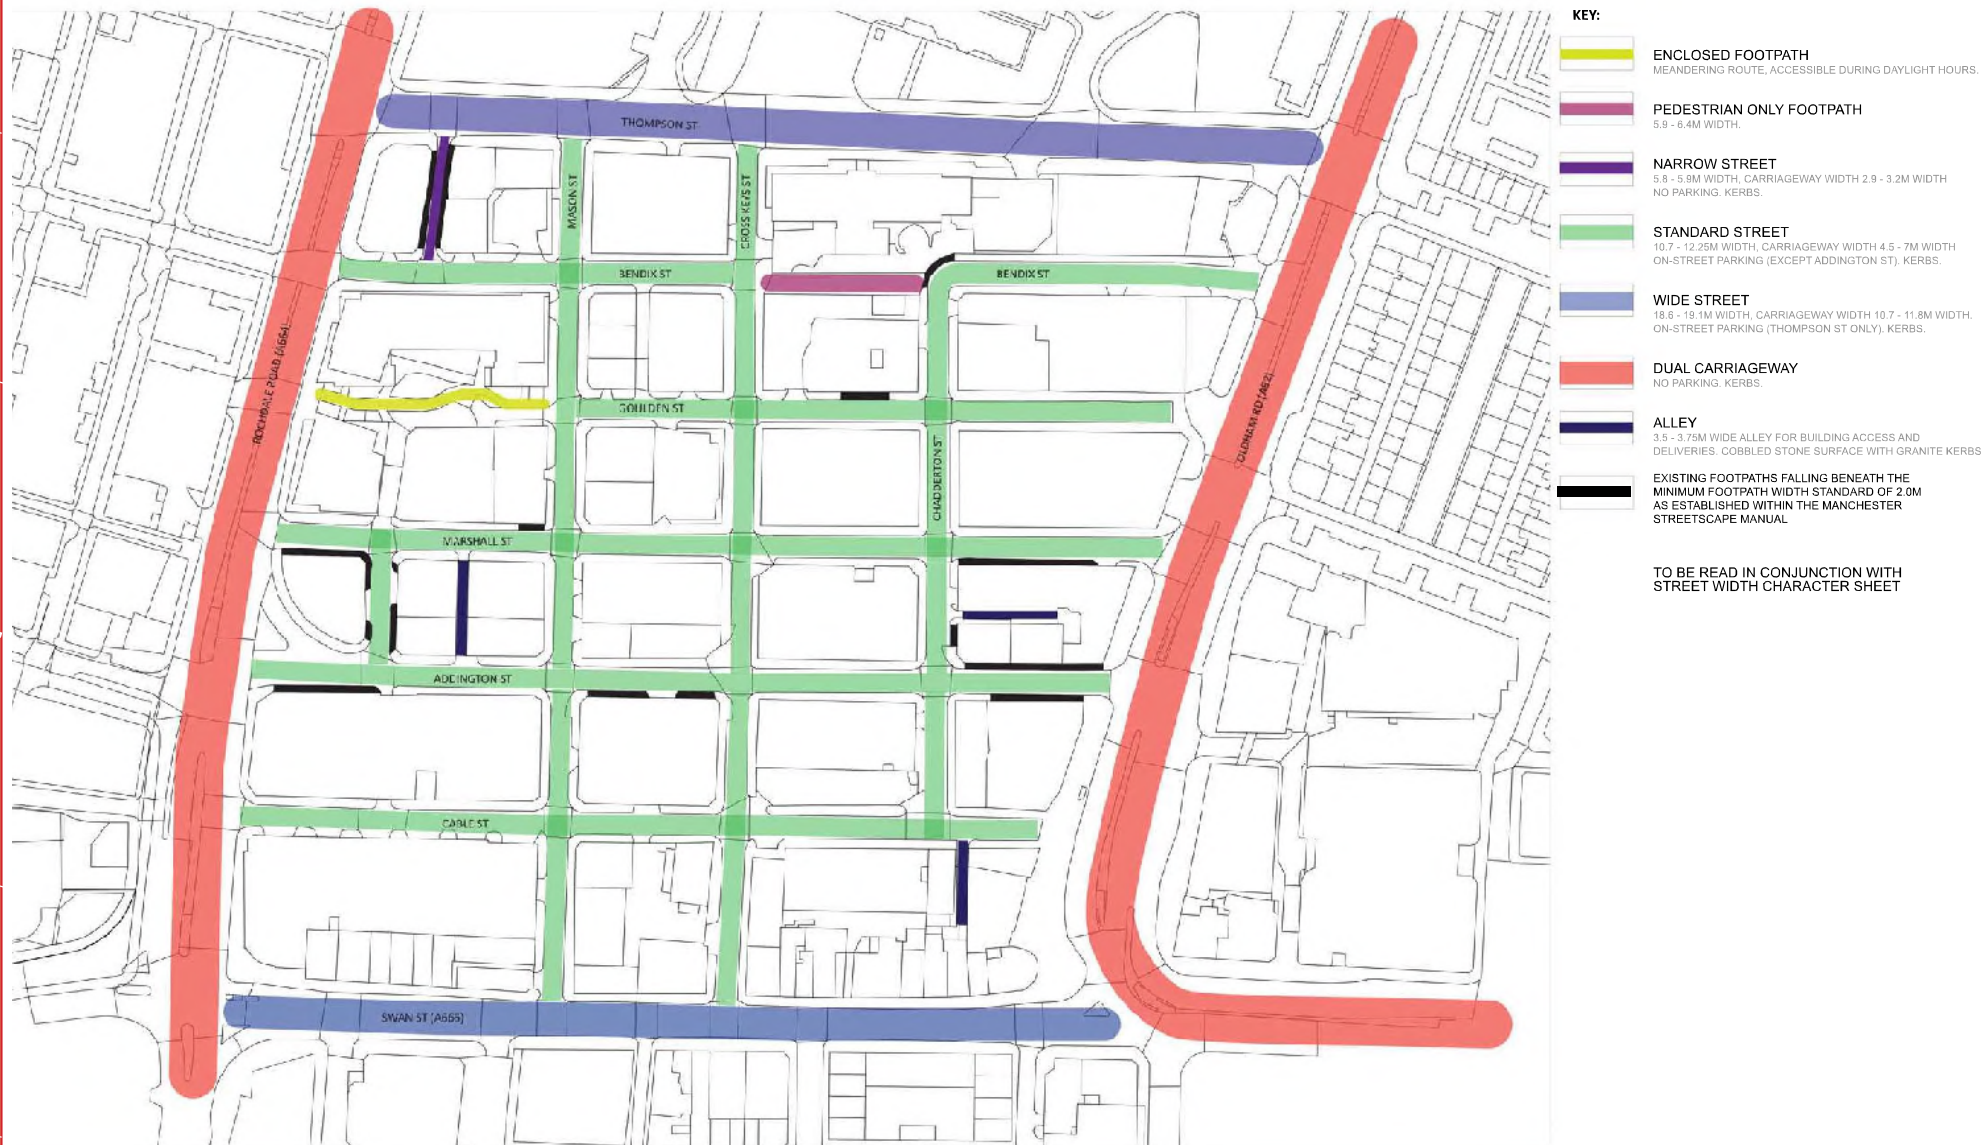 KEY:
ENCLOSED FOOTPATH
MEANDERING ROUTE, ACCESSIBLE DURING DAYLIGHT HOURS.
PEDESTRIAN ONLY FOOTPATH
5.9 - 6.4M WIDTH.
NARROW STREET
5.8 - 5.9M WIDTH, CARRIAGEWAY WIDTH 2.9 - 3.2M WIDTH
NO PARKING. KERBS.
STANDARD STREET
10.7 - 12.25M WIDTH, CARRIAGEWAY WIDTH 4.5 - 7M WIDTH
ON-STREET PARKING (EXCEPT ADDINGTON ST). KERBS.
WIDE STREET
18.6 - 19.1M WIDTH, CARRIAGEWAY WIDTH 10.7 - 11.8M WIDTH.
ON-STREET PARKING (THOMPSON ST ONLY). KERBS.
DUAL CARRIAGEWAY
NO PARKING. KERBS.
ALLEY
3.5 - 3.75M WIDE ALLEY FOR BUILDING ACCESS AND
DELIVERIES. COBBLED STONE SURFACE WITH GRANITE KERBS
EXISTING FOOTPATHS FALLING BENEATH THE
MINIMUM FOOTPATH WIDTH STANDARD OF 2.0M
AS ESTABLISHED WITHIN THE MANCHESTER
STREETSCAPE MANUAL
TO BE READ IN CONJUNCTION WITH
STREET WIDTH CHARACTER SHEET
THOMPSON ST
MASON ST
CROSS KEYS ST
BENDIX ST
BENDIX ST
ROCHDALE ROAD (A664)
GOULDEN ST
OLDHAM RD (A62)
CHADDERTON ST
MARSHALL ST
ADDINGTON ST
CABLE ST
SWAN ST (A665)